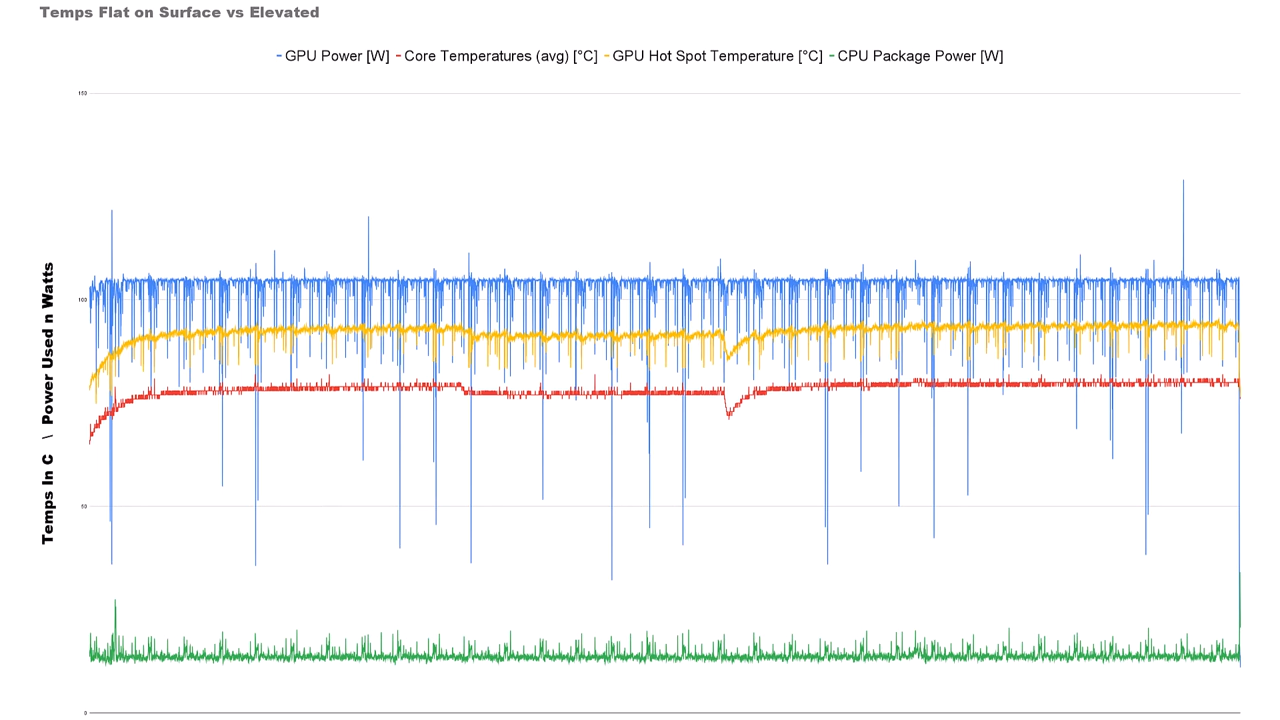 Temps Flat on Surface vs Elevated
GPU Power [W] Core Temperatures (avg) [°C] GPU Hot Spot Temperature [°C] CPU Package Power [W]
150
100
50
0
Temps In C \ Power Used n Watts